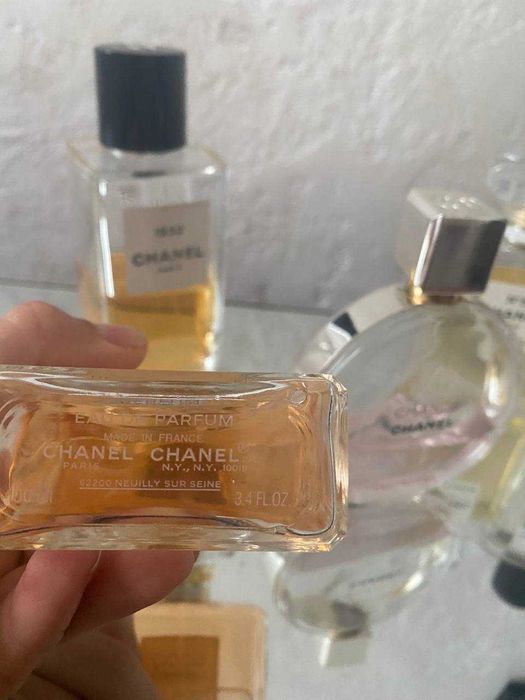 1932
CHANEL
PARIS
CHANEL
EAU DE PARFUM
MADE IN FRANCE
CHANEL CHANEL
PARIS N.Y., N.Y. 10019
92200 NEUILLY SUR SEINE
3.4 FL.OZ